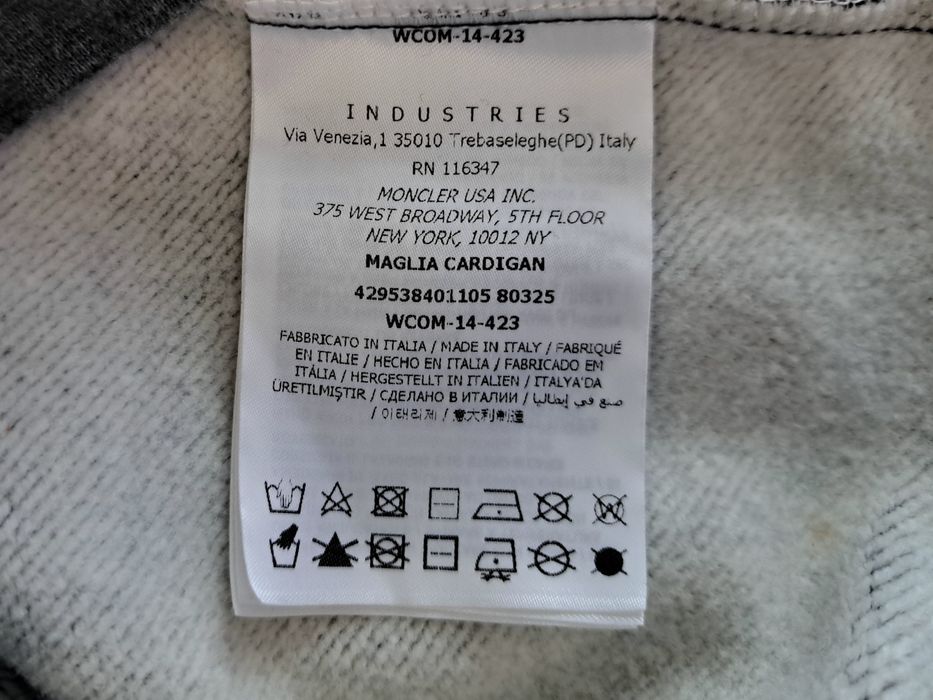 WCOM-14-423
INDUSTRIES
Via Venezia,1 35010 Trebaseleghe(PD) Italy
RN 116347
MONCLER USA INC.
375 WEST BROADWAY, 5TH FLOOR
NEW YORK, 10012 NY
MAGLIA CARDIGAN
429538401105 80325
WCOM-14-423
FABBRICATO IN ITALIA / MADE IN ITALY / FABRIQUÉ
EN ITALIE / HECHO EN ITALIA / FABRICADO EM
ITÁLIA / HERGESTELLT IN ITALIEN / ITALYA'DA
ÜRETILMIŞTIR / СДЕЛАНО В ИТАЛИИ / صنع في إيطاليا
/ 이태리제 / 意大利制造
W